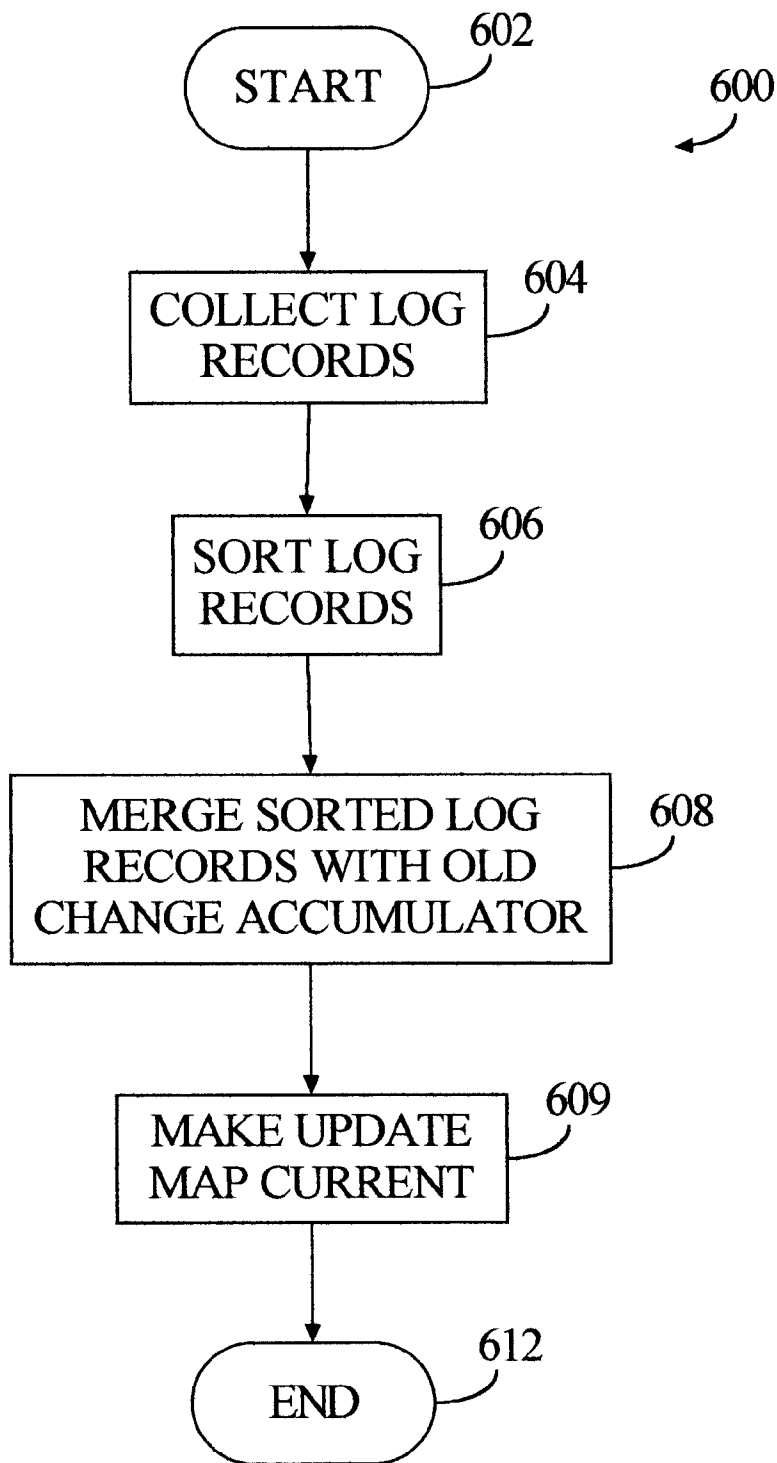 602
START
600
604
COLLECT LOG
RECORDS
606
SORT LOG
RECORDS
608
MERGE SORTED LOG
RECORDS WITH OLD
CHANGE ACCUMULATOR
609
MAKE UPDATE
MAP CURRENT
612
END